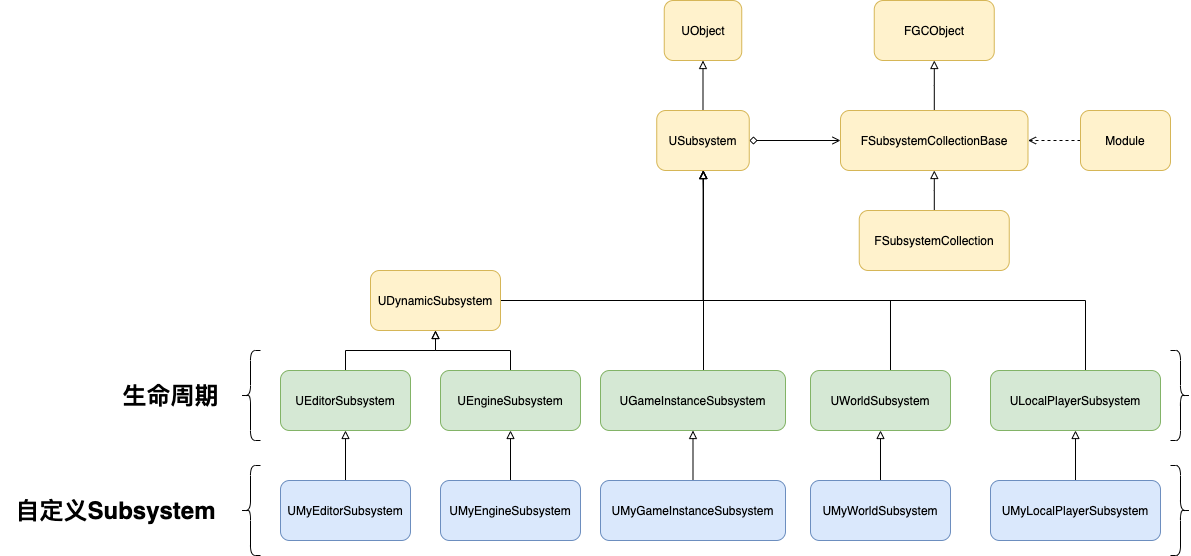 UObject
FGCObject
USubsystem
FSubsystemCollectionBase
Module
FSubsystemCollection
UDynamicSubsystem
生命周期
UEditorSubsystem
UEngineSubsystem
UGameInstanceSubsystem
UWorldSubsystem
ULocalPlayerSubsystem
自定义Subsystem
UMyEditorSubsystem
UMyEngineSubsystem
UMyGameInstanceSubsystem
UMyWorldSubsystem
UMyLocalPlayerSubsystem